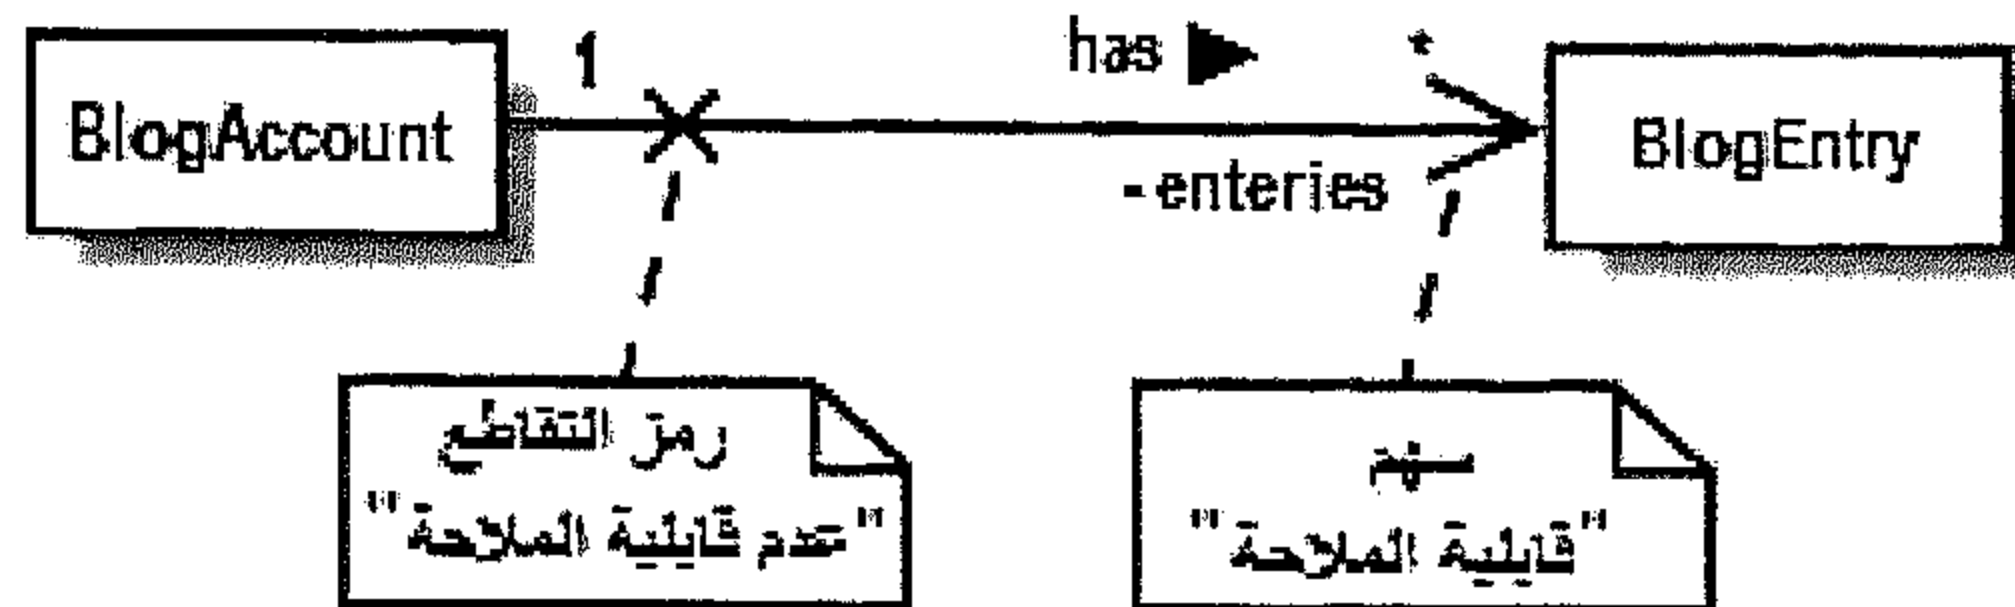 1
has ▶
*
BlogAccount
BlogEntry
-enteries
رمز التقاطع
"عدم قابلية الملاحة"
سهم
"قابلية الملاحة"